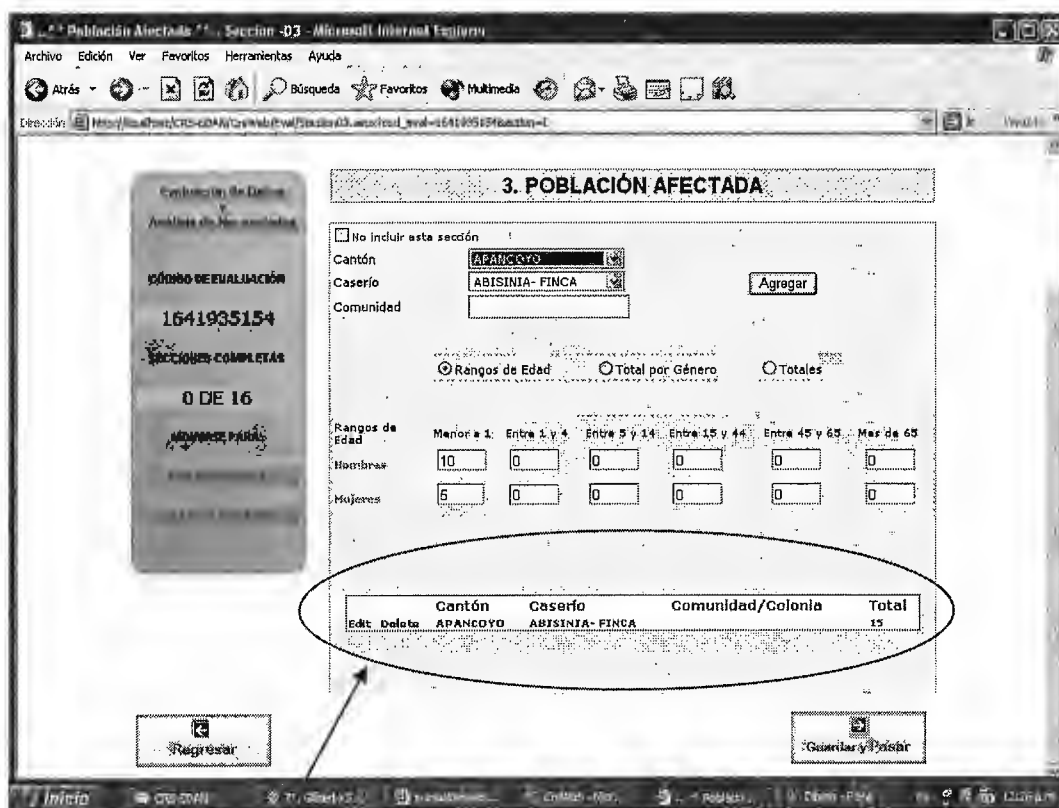 Población Afectada ** . Seccion -03 - Microsoft Internet Explorer
Archivo Edición Ver Favoritos Herramientas Ayuda
Atrás Búsqueda Favoritos Multimedia
Dirección
Evaluación de Daños
y
Análisis de Necesidades
CÓDIGO DE EVALUACIÓN
1641935154
SECCIONES COMPLETAS
0 DE 16
MOVERSE PARA:
3. POBLACIÓN AFECTADA
No incluir esta sección
Cantón APANCOYO
Caserío ABISINIA- FINCA Agregar
Comunidad
Rangos de Edad Total por Género Totales
Rangos de Edad Menor a 1 Entre 1 y 4 Entre 5 y 14 Entre 15 y 44 Entre 45 y 65 Mas de 65
Hombres 10 0 0 0 0 0
Mujeres 5 0 0 0 0 0
Cantón Caserío Comunidad/Colonia Total
Edit Delete APANCOYO ABISINIA- FINCA 15
Regresar
Guardar y Pasar
Inicio